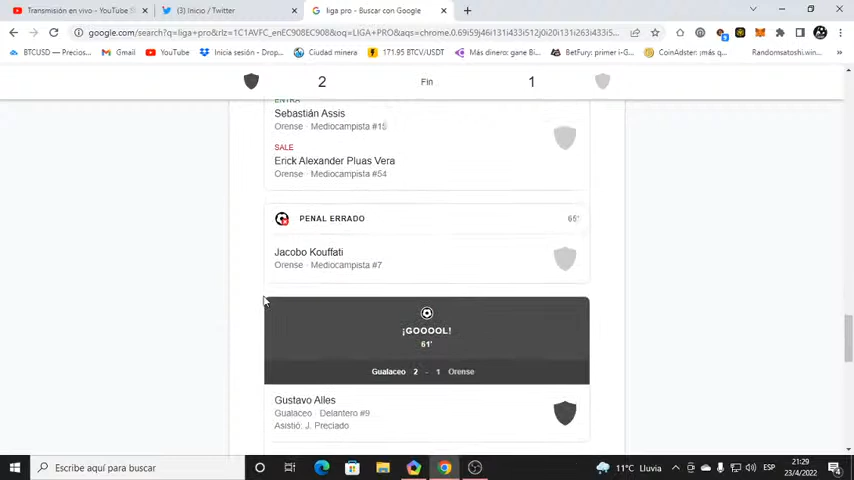 Transmisión en vivo - YouTube S
(3) Inicio / Twitter
liga pro - Buscar con Google
google.com/search?q=liga+pro&rlz=1C1AVFC_enEC908EC908&oq=LIGA+PRO&aqs=chrome.0.69i59j46i131i433i512j0i20i131i263i433i5...
BTCUSD — Precios...
Gmail
YouTube
Inicia sesión - Drop...
Ciudad minera
171.95 BTCV/USDT
Más dinero: gane Bi...
BetFury: primer i-G...
CoinAdster: ¡más q...
Randomsatoshi.win...
2 Fin 1
ENTRA
Sebastián Assis
Orense · Mediocampista #15
SALE
Erick Alexander Pluas Vera
Orense · Mediocampista #54
PENAL ERRADO 65'
Jacobo Kouffati
Orense · Mediocampista #7
¡GOOOOL!
61'
Gualaceo 2 - 1 Orense
Gustavo Alles
Gualaceo · Delantero #9
Asistió: J. Preciado
Escribe aquí para buscar
11°C Lluvia
ESP
21:29
23/4/2022
4